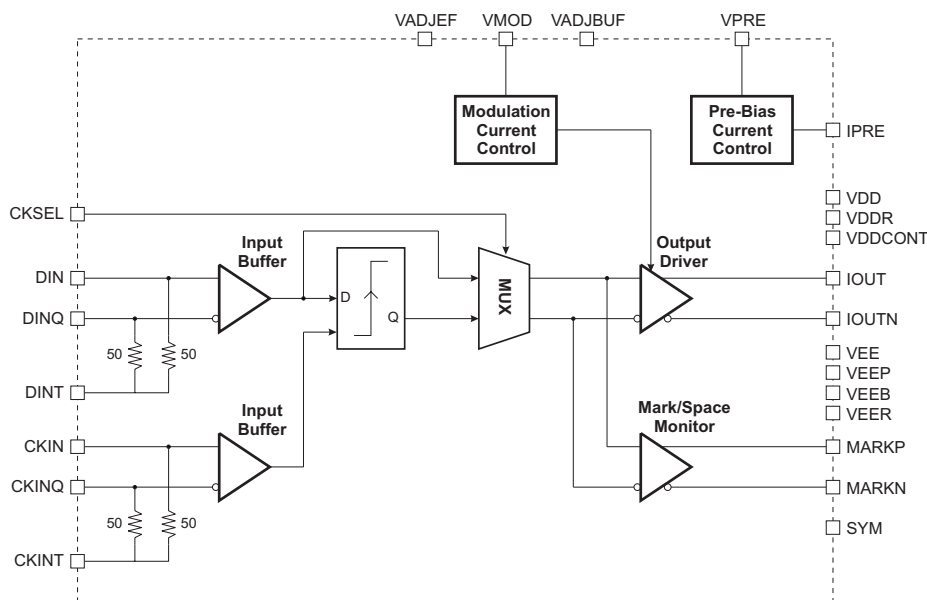 VADJEF VMOD VADJBUF VPRE
Modulation
Current
Control
Pre-Bias
Current
Control
IPRE
VDD
VDDR
VDDCONT
CKSEL
Input
Buffer
Output
Driver
DIN
DINQ
50 50
DINT
D
Q
MUX
IOUT
IOUTN
VEE
VEEP
VEEB
VEER
Input
Buffer
Mark/Space
Monitor
CKIN
CKINQ
50 50
CKINT
MARKP
MARKN
SYM